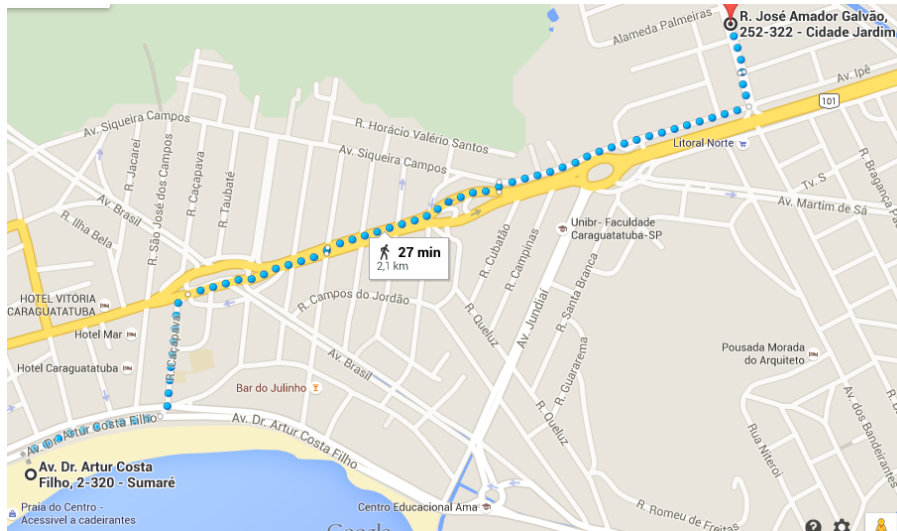 R. José Amador Galvão,
252-322 - Cidade Jardim
Alameda Palmeiras
Av. Ipê
101
Av. Siqueira Campos
R. Horácio Valério Santos
Av. Siqueira Campos
Litoral Norte
R. Jacareí
R. São José dos Campos
R. Caçapava
R. Taubaté
Av. Brasil
R. Ilha Bela
Tv. S
R. Bragança Pau
Av. Martim de Sá
Unibr- Faculdade
Caraguatatuba-SP
27 min
2,1 km
R. Cubatão
R. Campinas
R. Santa Branca
R. Campos do Jordão
HOTEL VITÓRIA
CARAGUATATUBA
Hotel Mar
R. Caçapava
Av. Jundiaí
R. Queluz
R. Guararema
Hotel Caraguatatuba
Av. Brasil
Bar do Julinho
Pousada Morada
do Arquiteto
Av. Dr. Artur Costa Filho
Av. Dr. Artur Costa Filho
R. Queluz
Rua Niteroi
Av. dos Bandeirantes
Av. Dr. Artur Costa
Filho, 2-320 - Sumaré
Praia do Centro -
Acessivel a cadeirantes
Centro Educacional Ama
R. Romeu de Freitas
Google
?